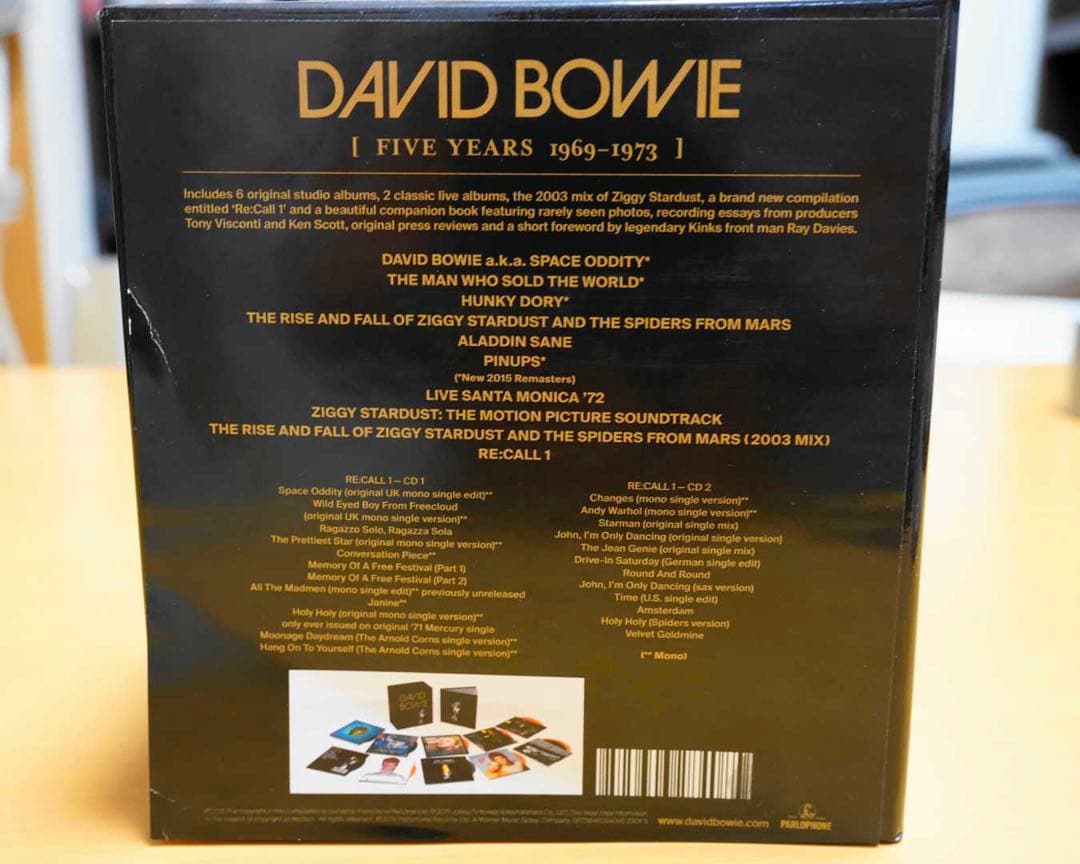 DAVID BOWIE
[ FIVE YEARS 1969–1973 ]
Includes 6 original studio albums, 2 classic live albums, the 2003 mix of Ziggy Stardust, a brand new compilation
entitled 'Re:Call 1' and a beautiful companion book featuring rarely seen photos, recording essays from producers
Tony Visconti and Ken Scott, original press reviews and a short foreword by legendary Kinks front man Ray Davies.
DAVID BOWIE a.k.a. SPACE ODDITY*
THE MAN WHO SOLD THE WORLD*
HUNKY DORY*
THE RISE AND FALL OF ZIGGY STARDUST AND THE SPIDERS FROM MARS
ALADDIN SANE
PINUPS*
(*New 2015 Remasters)
LIVE SANTA MONICA '72
ZIGGY STARDUST: THE MOTION PICTURE SOUNDTRACK
THE RISE AND FALL OF ZIGGY STARDUST AND THE SPIDERS FROM MARS (2003 MIX)
RE:CALL 1
RE:CALL 1 – CD 1
Space Oddity (original UK mono single edit)**
Wild Eyed Boy From Freecloud
(original UK mono single version)**
Ragazzo Solo, Ragazza Sola
The Prettiest Star (original mono single version)**
Conversation Piece**
Memory Of A Free Festival (Part 1)
Memory Of A Free Festival (Part 2)
All The Madmen (mono single edit)** previously unreleased
Janine**
Holy Holy (original mono single version)**
only ever issued on original '71 Mercury single
Moonage Daydream (The Arnold Corns single version)**
Hang On To Yourself (The Arnold Corns single version)**
RE:CALL 1 – CD 2
Changes (mono single version)**
Andy Warhol (mono single version)**
Starman (original single mix)
John, I'm Only Dancing (original single version)
The Jean Genie (original single mix)
Drive-In Saturday (German single edit)
Round And Round
John, I'm Only Dancing (sax version)
Time (U.S. single edit)
Amsterdam
Holy Holy (Spiders version)
Velvet Goldmine
(** Mono)
DAVID
BOWIE
www.davidbowie.com
PARLOPHONE